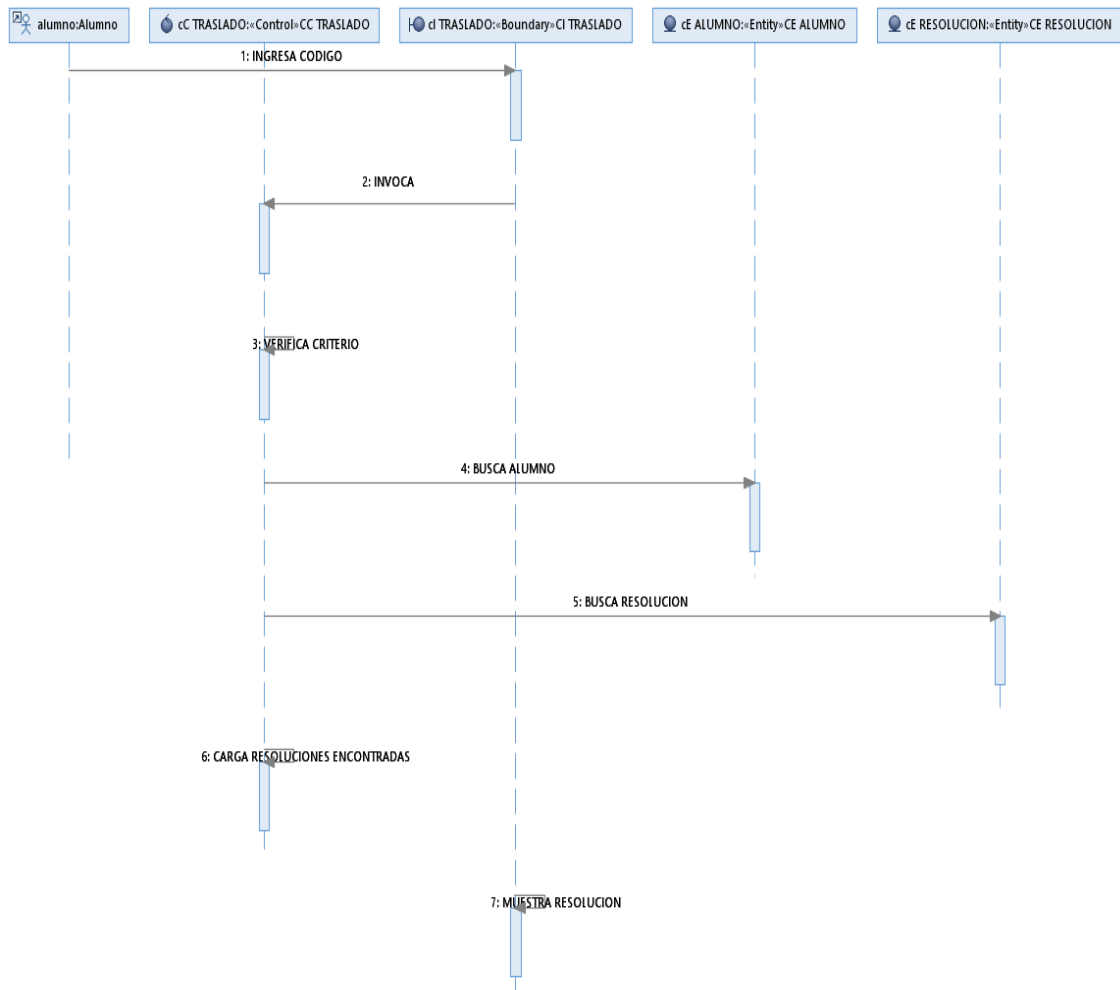 alumno:Alumno
cC TRASLADO:«Control»CC TRASLADO
cI TRASLADO:«Boundary»CI TRASLADO
cE ALUMNO:«Entity»CE ALUMNO
cE RESOLUCION:«Entity»CE RESOLUCION
1: INGRESA CODIGO
2: INVOCA
3: VERIFICA CRITERIO
4: BUSCA ALUMNO
5: BUSCA RESOLUCION
6: CARGA RESOLUCIONES ENCONTRADAS
7: MUESTRA RESOLUCION